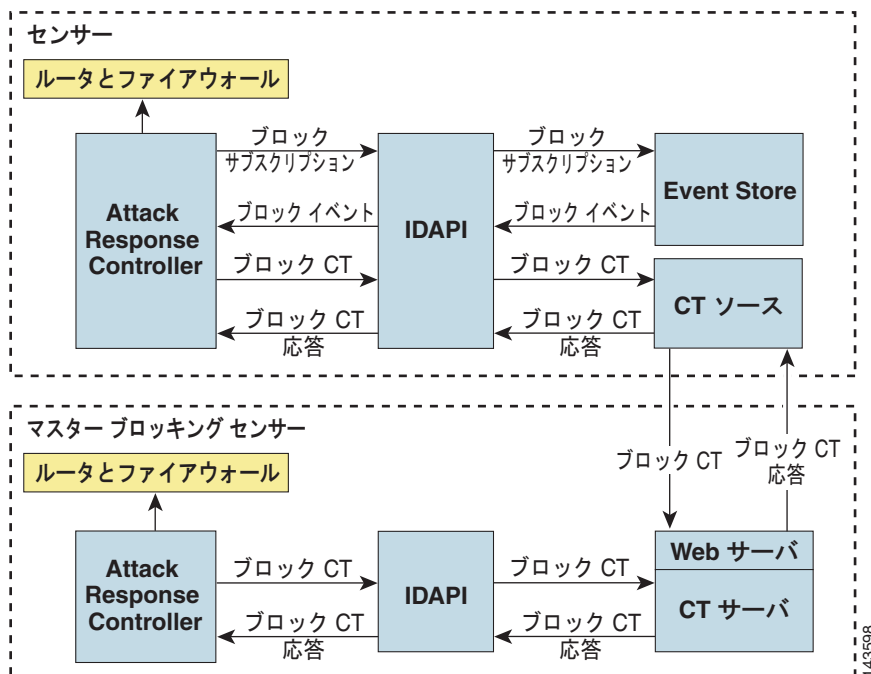 センサー
ルータとファイアウォール
ブロック
サブスクリプション
ブロック
サブスクリプション
Attack
Response
Controller
IDAPI
Event Store
ブロック イベント
ブロック イベント
ブロック CT
ブロック CT
CT ソース
ブロック CT
応答
ブロック CT
応答
マスター ブロッキング センサー
ブロック CT
ブロック CT
応答
ルータとファイアウォール
Attack
Response
Controller
ブロック CT
IDAPI
ブロック CT
Web サーバ
CT サーバ
ブロック CT
応答
ブロック CT
応答
143598